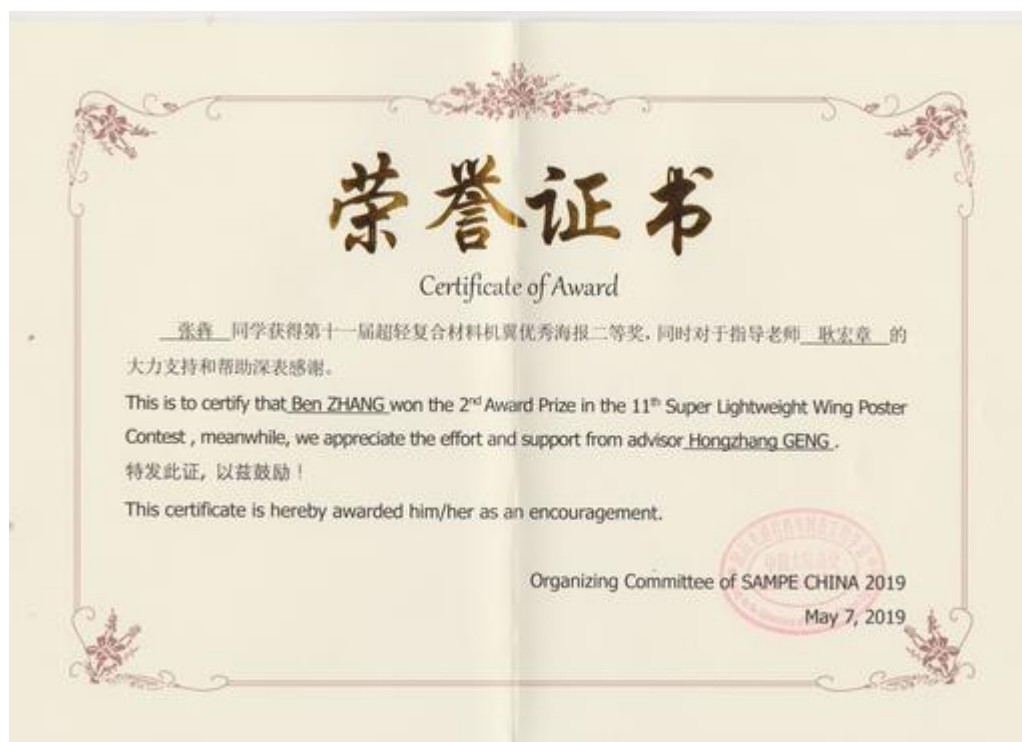 荣誉证书
Certificate of Award
张犇 同学获得第十一届超轻复合材料机翼优秀海报二等奖，同时对于指导老师 耿宏章 的
大力支持和帮助深表感谢。
This is to certify that Ben ZHANG won the 2nd Award Prize in the 11th Super Lightweight Wing Poster
Contest , meanwhile, we appreciate the effort and support from advisor Hongzhang GENG .
特发此证，以兹鼓励！
This certificate is hereby awarded him/her as an encouragement.
Organizing Committee of SAMPE CHINA 2019
May 7, 2019